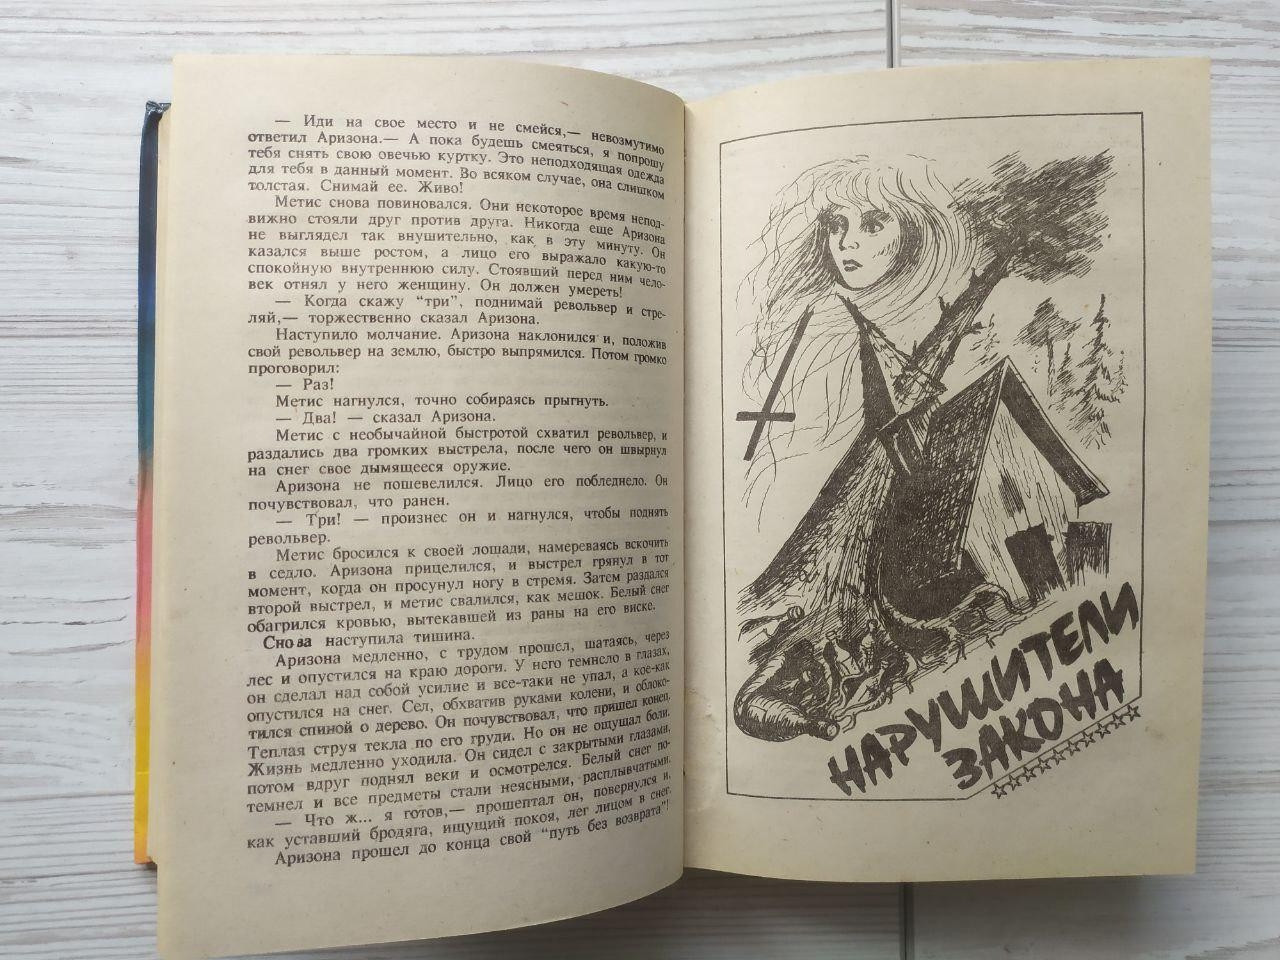 — Иди на свое место и не смейся,— невозмутимо
ответил Аризона.— А пока будешь смеяться, я попрошу
тебя снять свою овечью куртку. Это неподходящая одежда
для тебя в данный момент. Во всяком случае, она слишком
толстая. Снимай ее. Живо!
Метис снова повиновался. Они некоторое время непод-
вижно стояли друг против друга. Никогда еще Аризона
не выглядел так внушительно, как в эту минуту. Он
казался выше ростом, а лицо его выражало какую-то
спокойную внутреннюю силу. Стоявший перед ним чело-
век отнял у него женщину. Он должен умереть!
— Когда скажу “три”, поднимай револьвер и стре-
ляй,— торжественно сказал Аризона.
Наступило молчание. Аризона наклонился и, положив
свой револьвер на землю, быстро выпрямился. Потом громко
проговорил:
— Раз!
Метис нагнулся, точно собираясь прыгнуть.
— Два! — сказал Аризона.
Метис с необычайной быстротой схватил револьвер, и
раздались два громких выстрела, после чего он швырнул
на снег свое дымящееся оружие.
Аризона не пошевелился. Лицо его побледнело. Он
почувствовал, что ранен.
— Три! — произнес он и нагнулся, чтобы поднять
револьвер.
Метис бросился к своей лошади, намереваясь вскочить
в седло. Аризона прицелился, и выстрел грянул в тот
момент, когда он просунул ногу в стремя. Затем раздался
второй выстрел, и метис свалился, как мешок. Белый снег
обагрился кровью, вытекавшей из раны на его виске.
Снова наступила тишина.
Аризона медленно, с трудом прошел, шатаясь, через
лес и опустился на краю дороги. У него темнело в глазах,
он сделал над собой усилие и все-таки не упал, а кое-как
опустился на снег. Сел, обхватив руками колени, и облоко-
тился спиной о дерево. Он почувствовал, что пришел конец.
Теплая струя текла по его груди. Но он не ощущал боли.
Жизнь медленно уходила. Он сидел с закрытыми глазами,
потом вдруг поднял веки и осмотрелся. Белый снег по-
темнел и все предметы стали неясными, расплывчатыми.
— Что ж... я готов,— прошептал он, повернулся и,
как уставший бродяга, ищущий покоя, лег лицом в снег.
Аризона прошел до конца свой “путь без возврата”!
НАРУШИТЕЛИ
ЗАКОНА